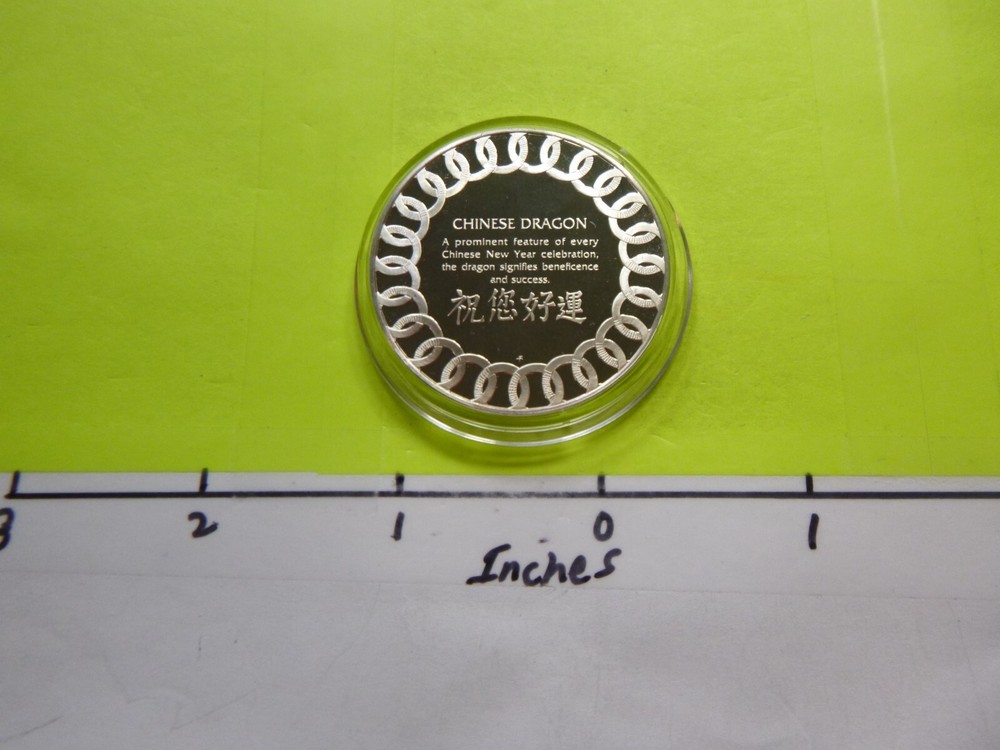 CHINESE DRAGON
A prominent feature of every
Chinese New Year celebration,
the dragon signifies beneficence
and success.
祝您好運
3 2 1 0 1
Inches